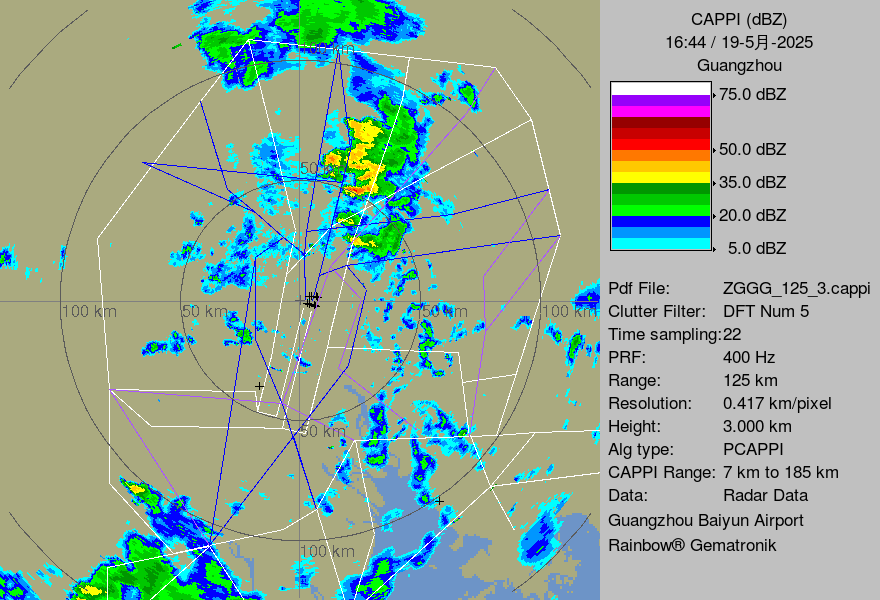 CAPPI (dBZ)
16:44 / 19-5月-2025
Guangzhou
75.0 dBZ
50.0 dBZ
35.0 dBZ
20.0 dBZ
5.0 dBZ
Pdf File: ZGGG_125_3.cappi
Clutter Filter: DFT Num 5
Time sampling:22
PRF: 400 Hz
Range: 125 km
Resolution: 0.417 km/pixel
Height: 3.000 km
Alg type: PCAPPI
CAPPI Range: 7 km to 185 km
Data: Radar Data
Guangzhou Baiyun Airport
Rainbow® Gematronik
100 km 50 km 50 km 100 km
50 km
100 km